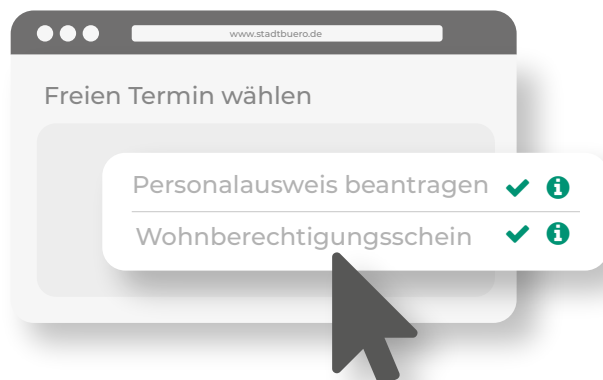 www.stadtbuero.de
Freien Termin wählen
Personalausweis beantragen
Wohnberechtigungsschein